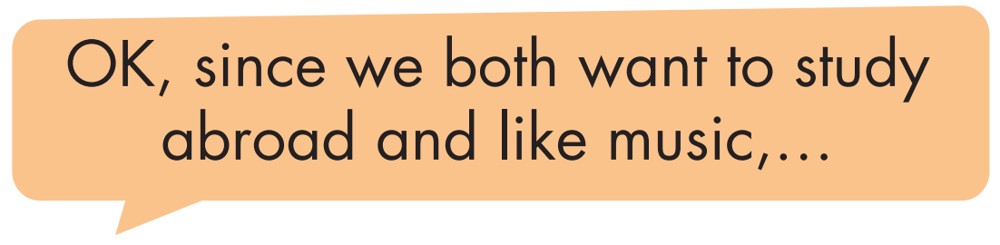 OK, since we both want to study
abroad and like music,...